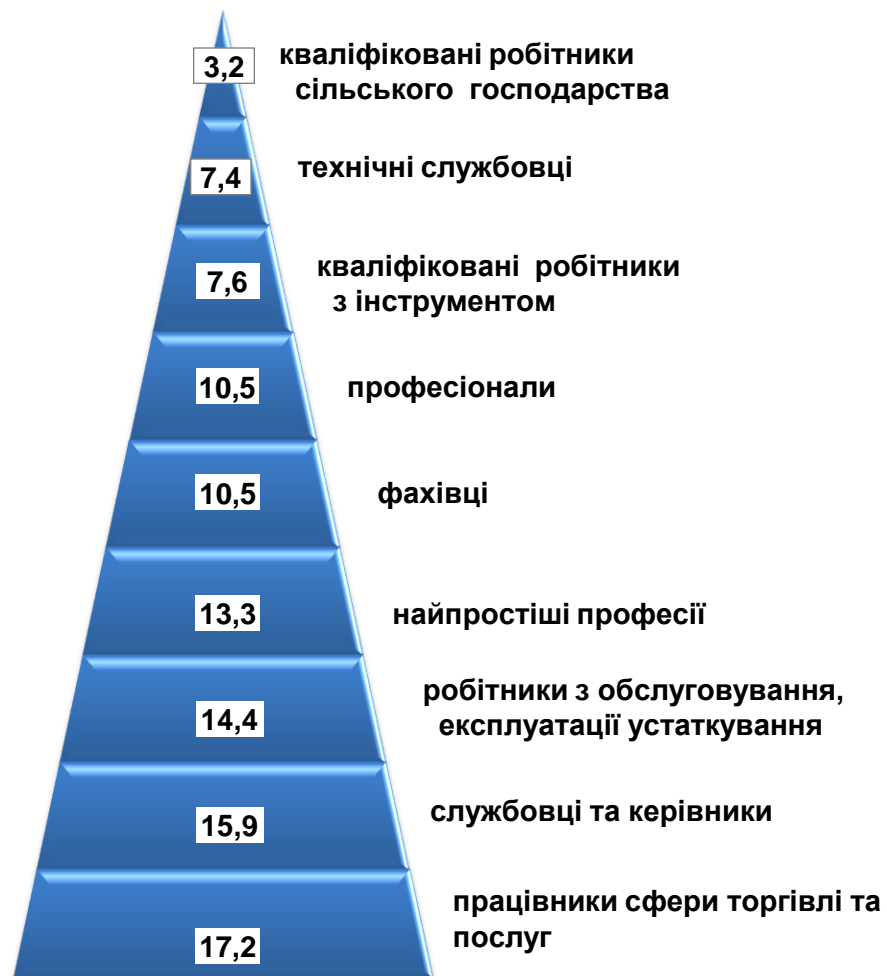 3,2
кваліфіковані робітники
сільського господарства
7,4
технічні службовці
7,6
кваліфіковані робітники
з інструментом
10,5
професіонали
10,5
фахівці
13,3
найпростіші професії
14,4
робітники з обслуговування,
експлуатації устаткування
15,9
службовці та керівники
17,2
працівники сфери торгівлі та
послуг